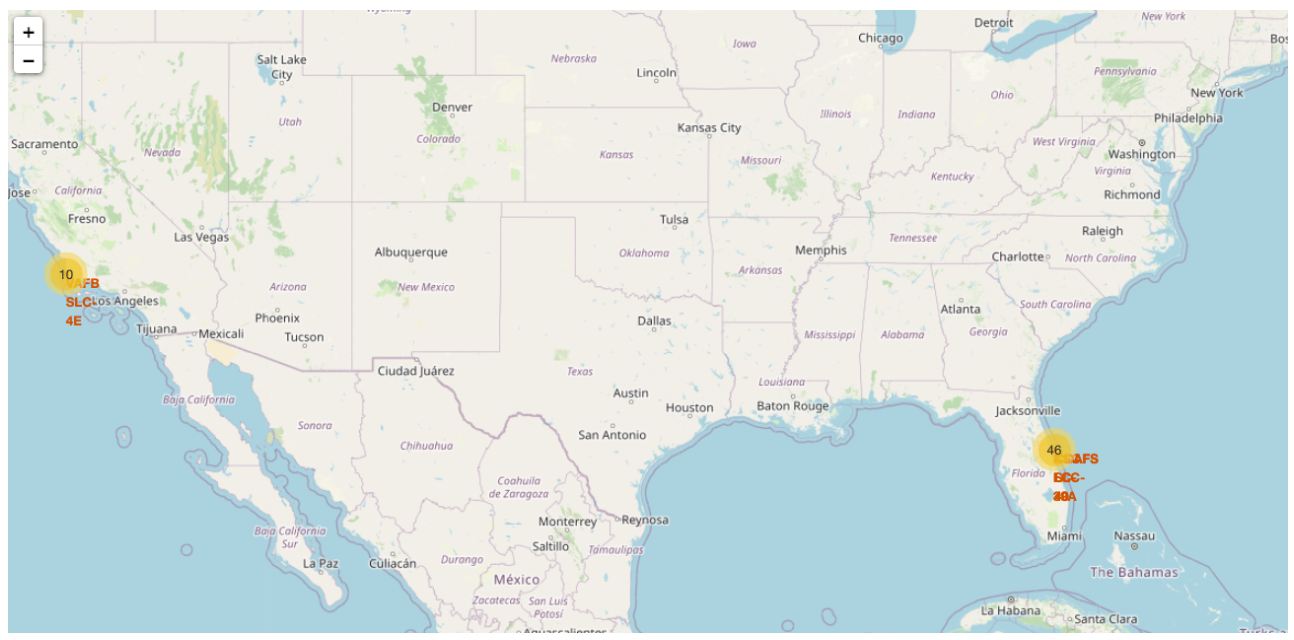 +
−
Wyoming
Detroit
New York
Chicago
Bos
Iowa
Salt Lake
City
Nebraska
Lincoln
Pennsylvania
New York
Ohio
Denver
Utah
Illinois
Indiana
Philadelphia
Kansas City
Colorado
Sacramento
Nevada
West Virginia
Washington
Kansas
Missouri
Virginia
Jose
California
Kentucky
Richmond
Fresno
Tulsa
Las Vegas
Raleigh
Albuquerque
Oklahoma
Memphis
Tennessee
Charlotte
North Carolina
10
Arkansas
VAFB
SLC-
4E
Los Angeles
Arizona
New Mexico
South Carolina
Phoenix
Dallas
Atlanta
Tijuana
Mexicali
Tucson
Mississippi
Alabama
Georgia
Ciudad Juárez
Texas
Louisiana
Baja California
Austin
Houston
Baton Rouge
Jacksonville
Sonora
San Antonio
Chihuahua
46
AFS
Florida
Coahuila
de Zaragoza
Monterrey
Reynosa
Baja California
Sur
Saltillo
Tamaulipas
Miami
Nassau
La Paz
Culiacán
Durango
México
The Bahamas
Zacatecas
San Luis
Potosí
La Habana
Santa Clara
Aguascalientes